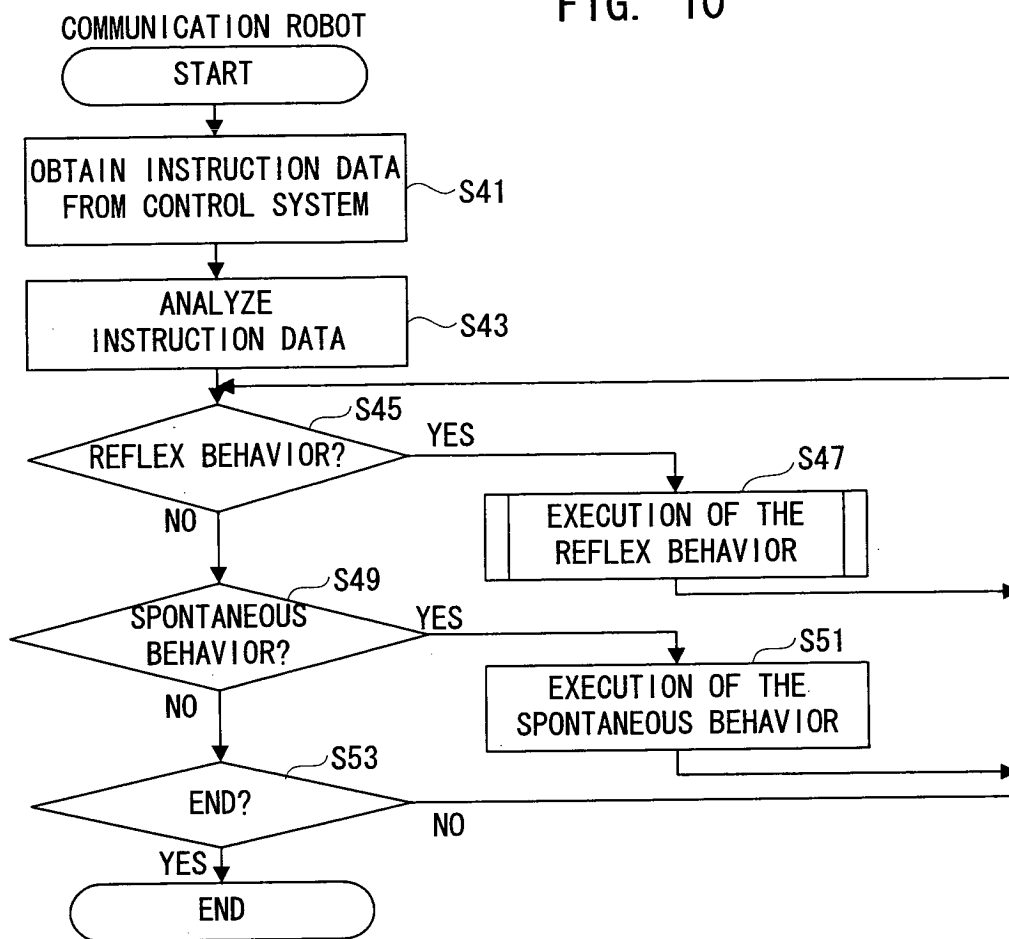 FIG. 10
COMMUNICATION ROBOT
START
OBTAIN INSTRUCTION DATA
FROM CONTROL SYSTEM
S41
ANALYZE
INSTRUCTION DATA
S43
S45
REFLEX BEHAVIOR?
YES
NO
S47
EXECUTION OF THE
REFLEX BEHAVIOR
S49
SPONTANEOUS
BEHAVIOR?
YES
NO
S51
EXECUTION OF THE
SPONTANEOUS BEHAVIOR
S53
END?
NO
YES
END